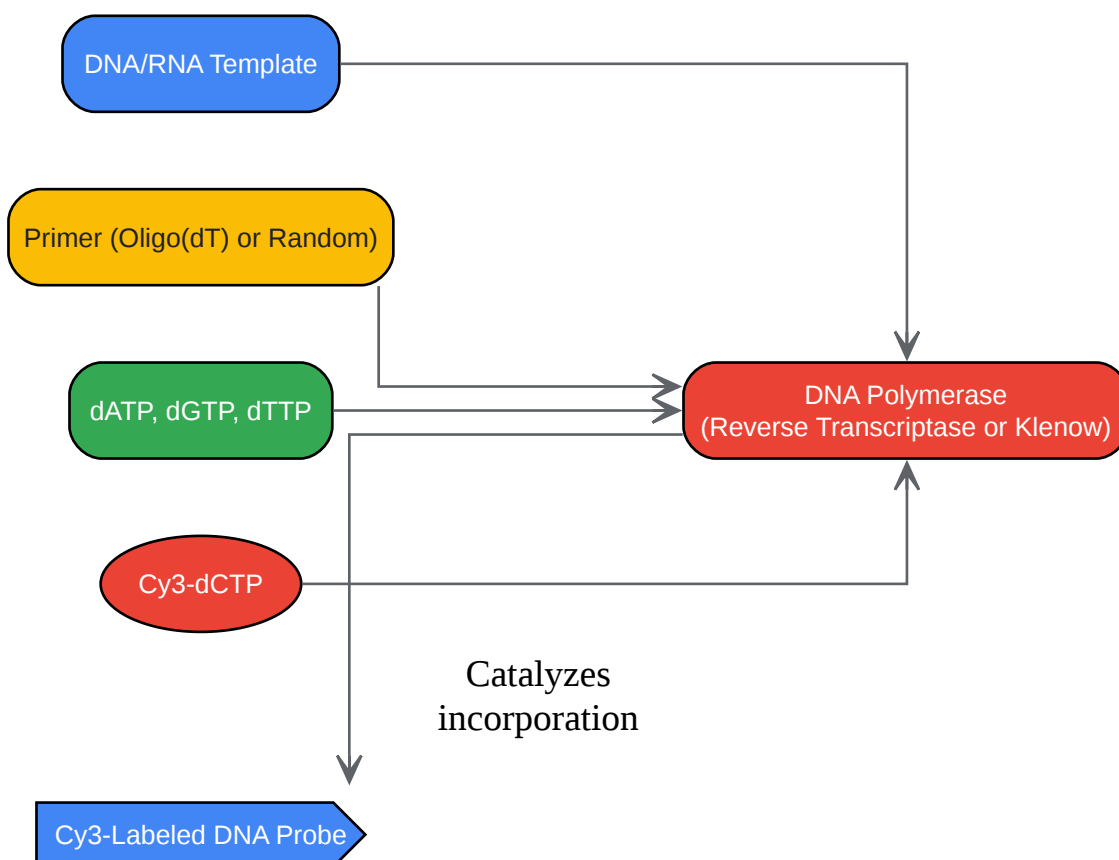 DNA/RNA Template
Primer (Oligo(dT) or Random)
dATP, dGTP, dTTP
DNA Polymerase
(Reverse Transcriptase or Klenow)
Cy3-dCTP
Catalyzes
incorporation
Cy3-Labeled DNA Probe